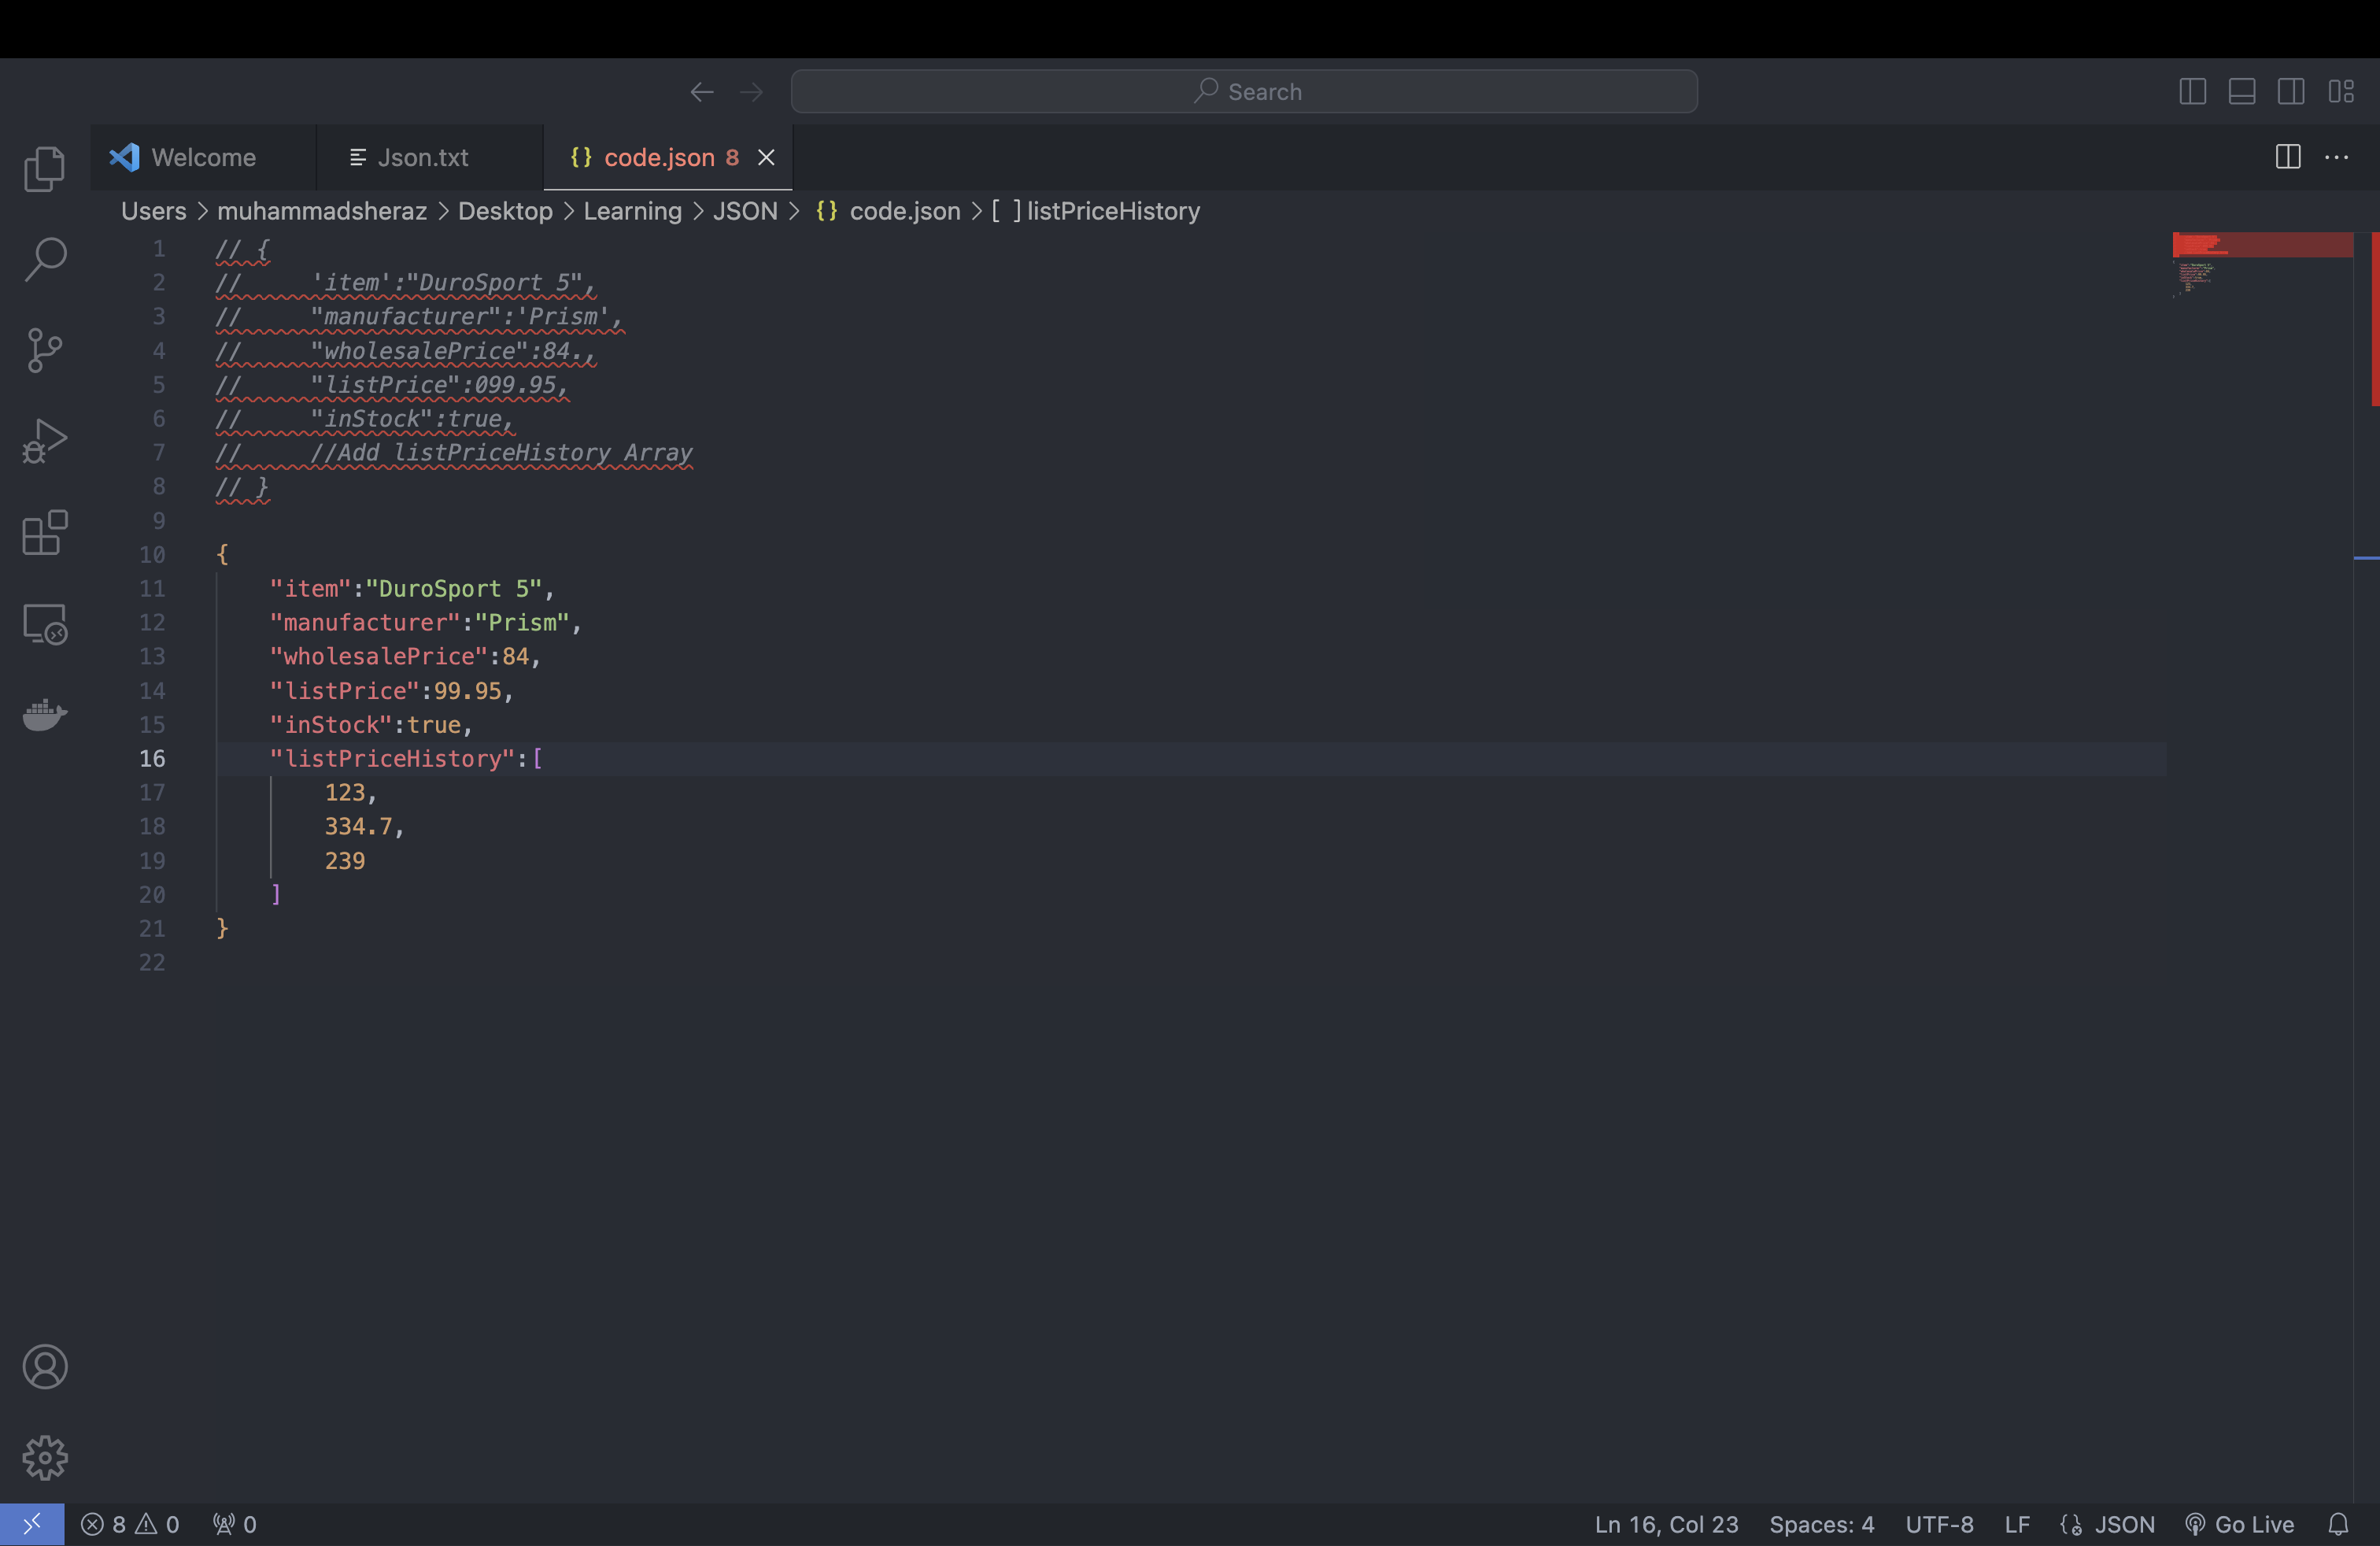 Search
Welcome
Json.txt
code.json 8
Users > muhammadsheraz > Desktop > Learning > JSON > {} code.json > [ ] listPriceHistory
1 // {
2 //     'item':"DuroSport 5",
3 //     "manufacturer":'Prism',
4 //     "wholesalePrice":84.,
5 //     "listPrice":099.95,
6 //     "inStock":true,
7 //     //Add listPriceHistory Array
8 // }
9
10 {
11     "item":"DuroSport 5",
12     "manufacturer":"Prism",
13     "wholesalePrice":84,
14     "listPrice":99.95,
15     "inStock":true,
16     "listPriceHistory":[
17         123,
18         334.7,
19         239
20     ]
21 }
22
8 0 0 Ln 16, Col 23 Spaces: 4 UTF-8 LF JSON Go Live